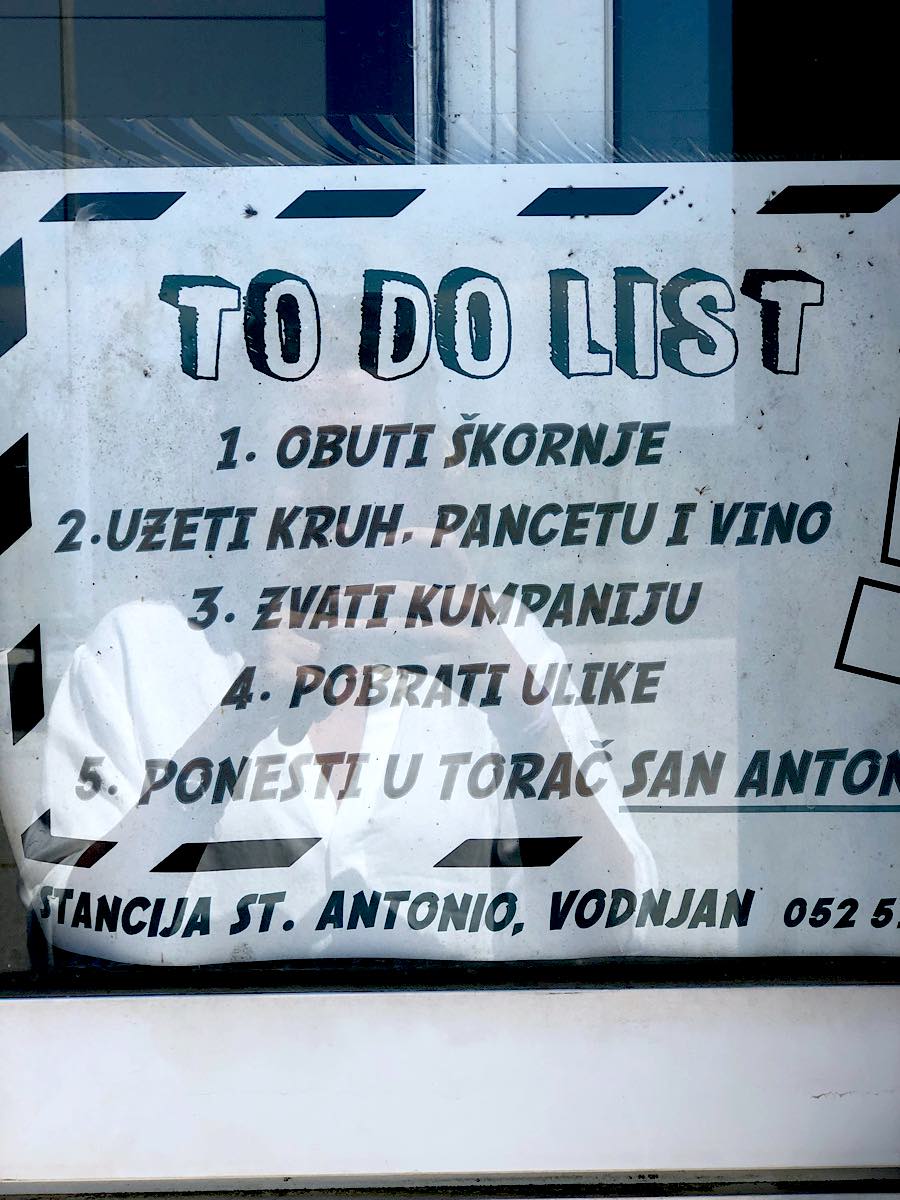 TO DO LIST
1. OBUTI ŠKORNJE
2. UZETI KRUH, PANCETU I VINO
3. ZVATI KUMPANIJU
4. POBRATI ULIKE
5. PONESTI U TORAČ SAN
STANCIJA ST. ANTONIO, VODNJAN 052